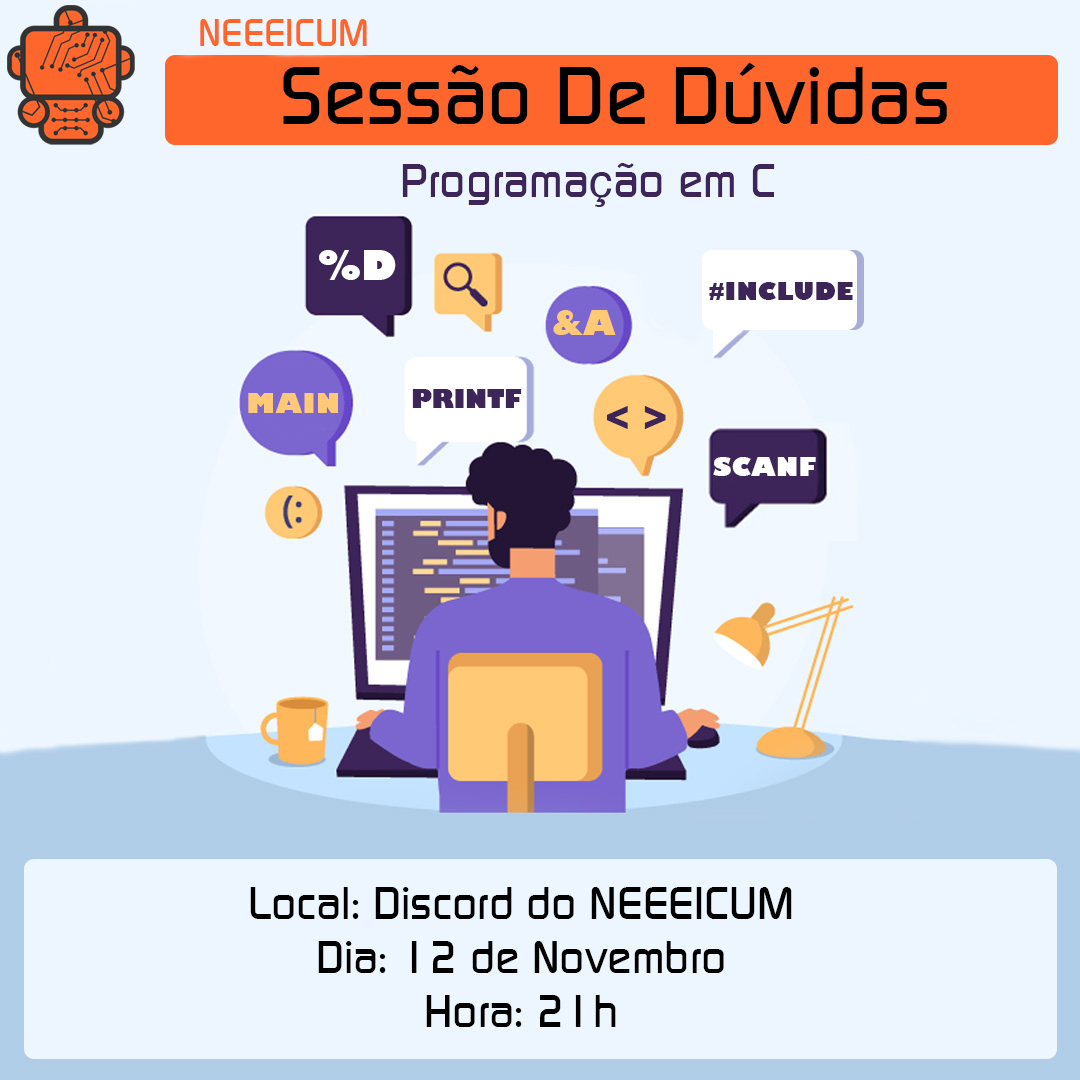 NEEEICUM
Sessão De Dúvidas
Programação em C
%D
&A
#INCLUDE
MAIN
PRINTF
< >
SCANF
(:
Local: Discord do NEEEICUM
Dia: 12 de Novembro
Hora: 21h